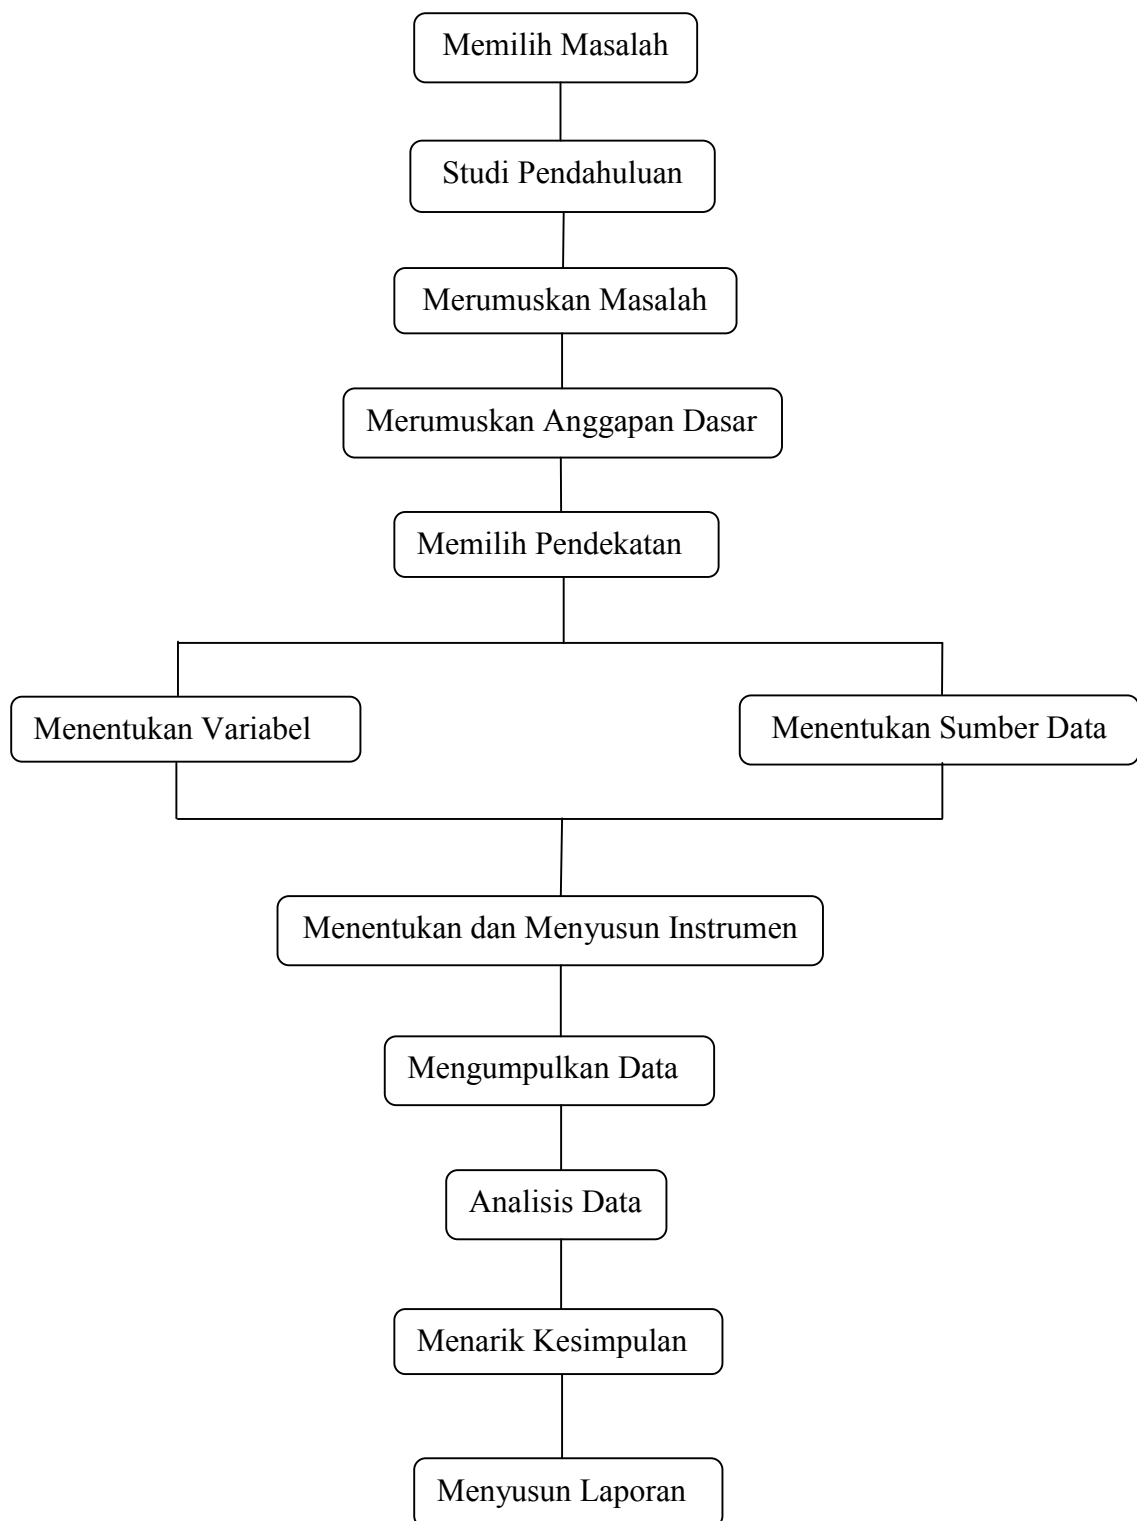 Memilih Masalah
Studi Pendahuluan
Merumuskan Masalah
Merumuskan Anggapan Dasar
Memilih Pendekatan
Menentukan Variabel
Menentukan Sumber Data
Menentukan dan Menyusun Instrumen
Mengumpulkan Data
Analisis Data
Menarik Kesimpulan
Menyusun Laporan